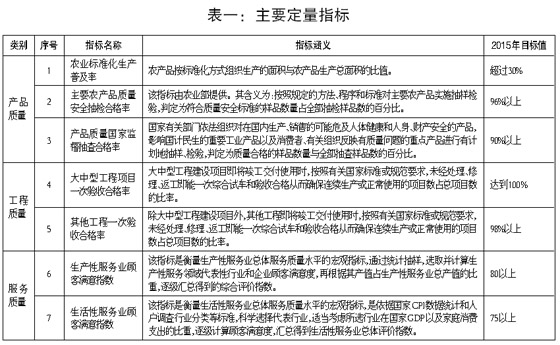 表一：主要定量指标
类别 序号 指标名称 指标涵义 2015年目标值
产品
质量
1 农业标准化生产
普及率
农产品按标准化方式组织生产的面积与农产品生产总面积的比值。
超过30%
2 主要农产品质量
安全抽检合格率
该指标由农业部提供。其含义为：按照规定的方法、程序和标准对主要农产品实施抽样检
验，判定为符合质量安全标准的样品数量占全部抽检样品数的百分比。
96%以上
3 产品质量国家监
督抽查合格率
国家有关部门依法组织对在国内生产、销售的可能危及人体健康和人身、财产安全的产品，
影响国计民生的重要工业产品以及消费者、有关组织反映有质量问题的重点产品进行有计
划地抽样、检验，判定为质量合格的样品数量与全部抽查样品数的百分比。
90%以上
工程
质量
4 大中型工程项目
一次验收合格率
大中型工程建设项目即将竣工交付使用时，按照有关国家标准或规范要求，未经处理、修
理、返工即能一次综合试车和验收合格从而确保连续生产或正常使用的项目数占总项目数
的比率。
达到100%
5 其他工程一次验
收合格率
除大中型工程建设项目外，其他工程即将竣工交付使用时，按照有关国家标准或规范要求，
未经处理、修理、返工即能一次综合试车和验收合格从而确保连续生产或正常使用的项目
数占总项目数的比率。
98%以上
服务
质量
6 生产性服务业顾
客满意指数
该指标是衡量生产性服务业总体服务质量水平的宏观指标，通过统计抽样，选取并计算生
产性服务领域代表性行业和企业顾客满意度，再根据其产值占生产性服务业总产值的比
重，逐级汇总得到的综合评价指数。
80以上
7 生活性服务业顾
客满意指数
该指标是衡量生活性服务业总体服务质量水平的宏观指标，是依据国家CPI数据统计和人
户调查行业分类等标准，科学选择代表行业，适当考虑所选行业在国家GDP以及家庭消费
支出的比重，逐级计算顾客满意度，汇总得到生活性服务业总体评价指数。
75以上